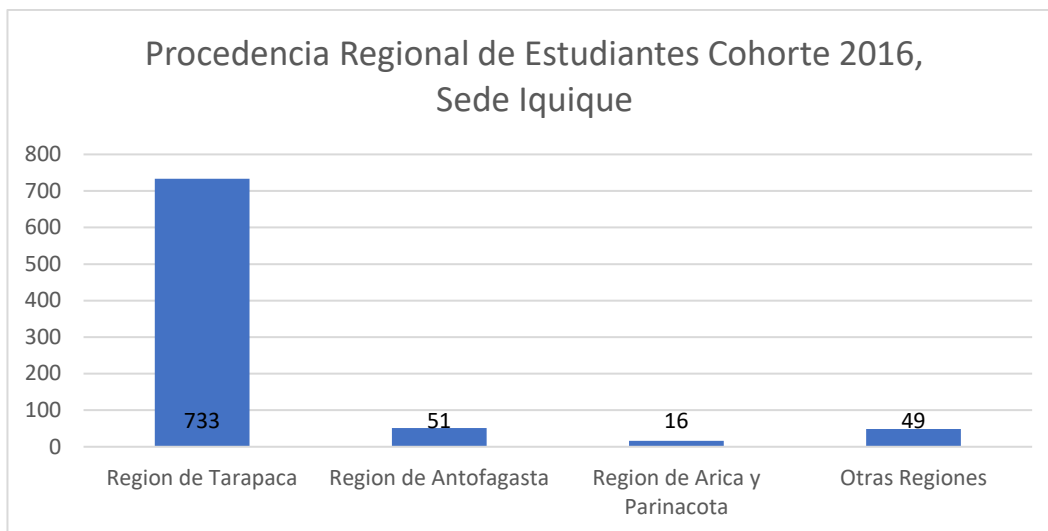 Procedencia Regional de Estudiantes Cohorte 2016,
Sede Iquique
800
700
600
500
400
300
200
100
0
733
51
16
49
Region de Tarapaca
Region de Antofagasta
Region de Arica y
Parinacota
Otras Regiones